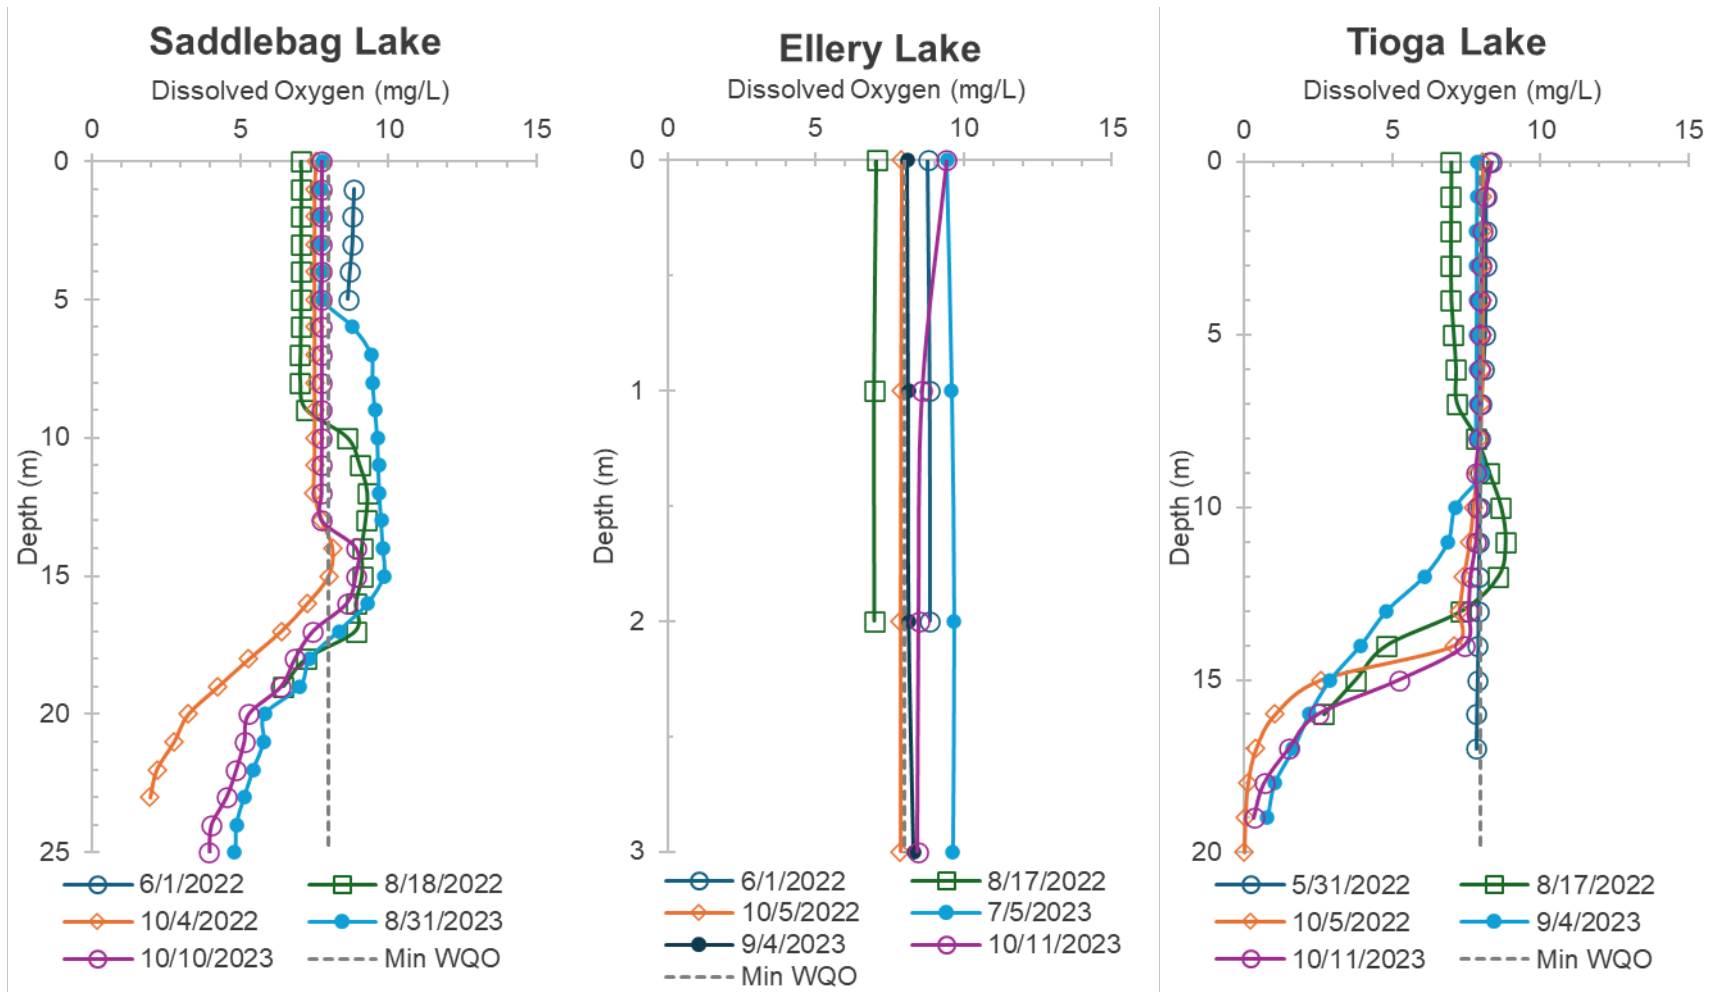 Saddlebag Lake
Dissolved Oxygen (mg/L)
0 5 10 15
0
5
10
15
20
25
Depth (m)
6/1/2022 8/18/2022
10/4/2022 8/31/2023
10/10/2023 Min WQO
Ellery Lake
Dissolved Oxygen (mg/L)
0 5 10 15
0
1
2
3
Depth (m)
6/1/2022 8/17/2022
10/5/2022 7/5/2023
9/4/2023 10/11/2023
Min WQO
Tioga Lake
Dissolved Oxygen (mg/L)
0 5 10 15
0
5
10
15
20
Depth (m)
5/31/2022 8/17/2022
10/5/2022 9/4/2023
10/11/2023 Min WQO